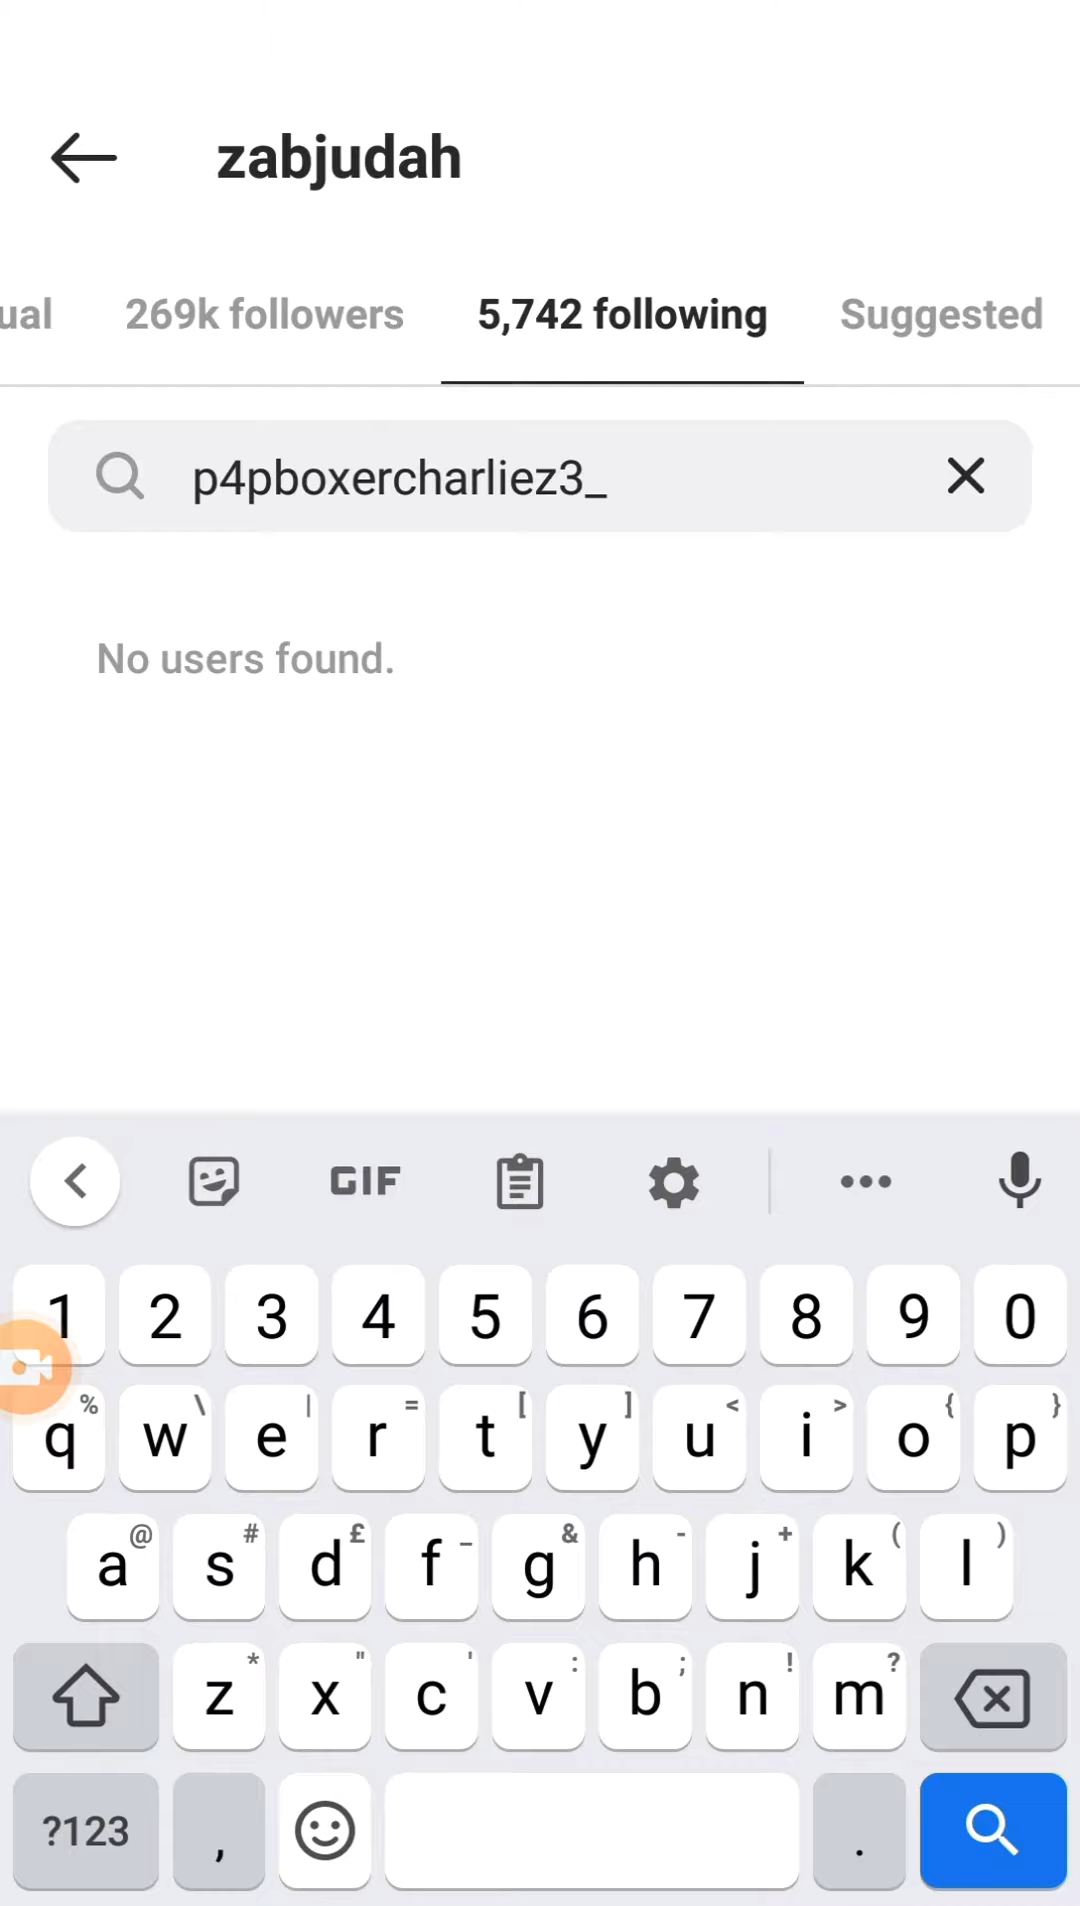 zabjudah
ual 269k followers 5,742 following Suggested
p4pboxercharliez3_
No users found.
GIF
1 2 3 4 5 6 7 8 9 0
% \ | = [ ] < > { }
q w e r t y u i o p
@ # £ _ & - + ( )
a s d f g h j k l
* " ' : ; ! ?
z x c v b n m
?123 , .